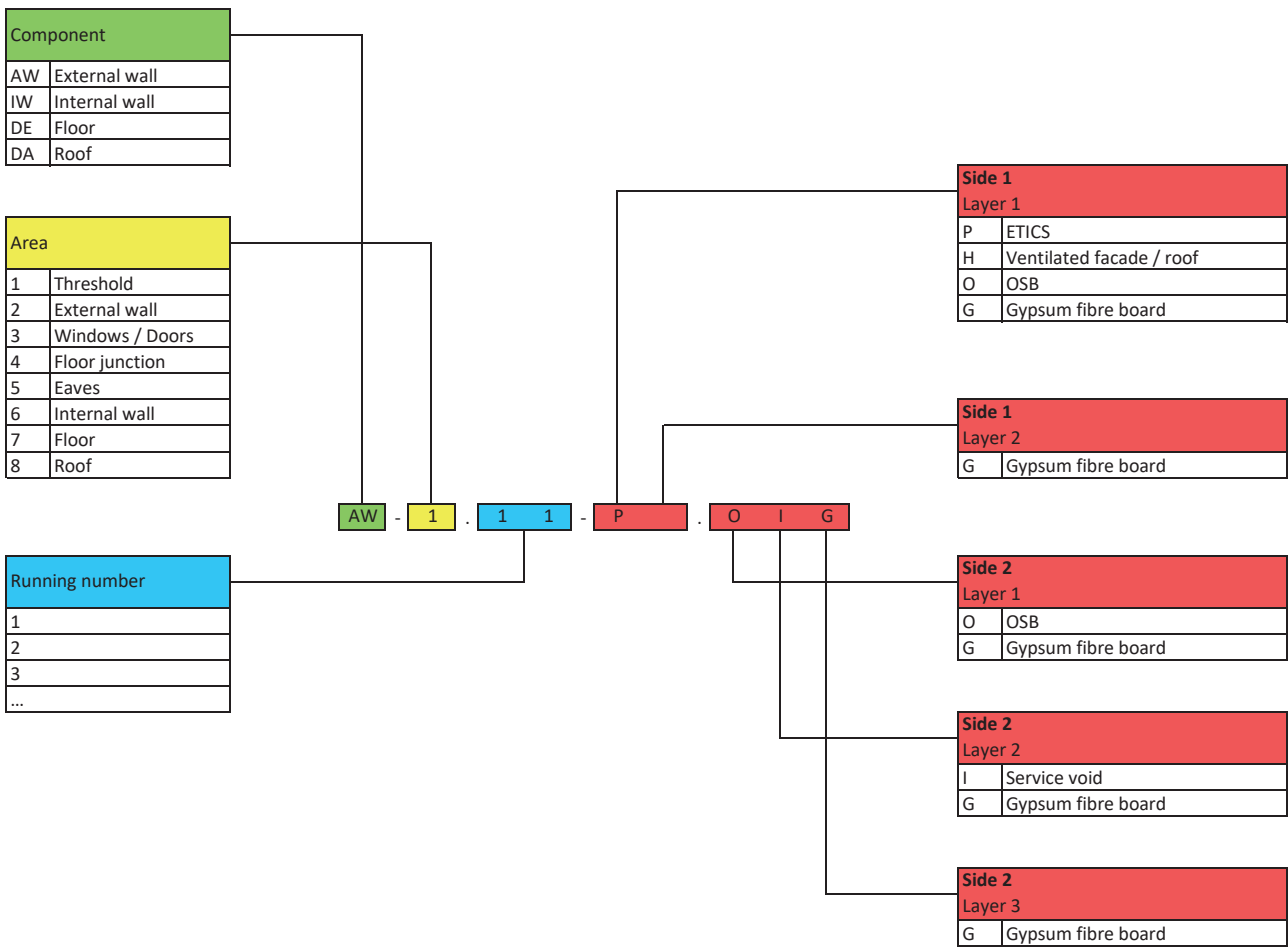 Component
AW External wall
IW Internal wall
DE Floor
DA Roof
Area
1 Threshold
2 External wall
3 Windows / Doors
4 Floor junction
5 Eaves
6 Internal wall
7 Floor
8 Roof
Running number
1
2
3
...
AW - 1 . 1 1 - P . O I G
Side 1
Layer 1
P ETICS
H Ventilated facade / roof
O OSB
G Gypsum fibre board
Side 1
Layer 2
G Gypsum fibre board
Side 2
Layer 1
O OSB
G Gypsum fibre board
Side 2
Layer 2
I Service void
G Gypsum fibre board
Side 2
Layer 3
G Gypsum fibre board